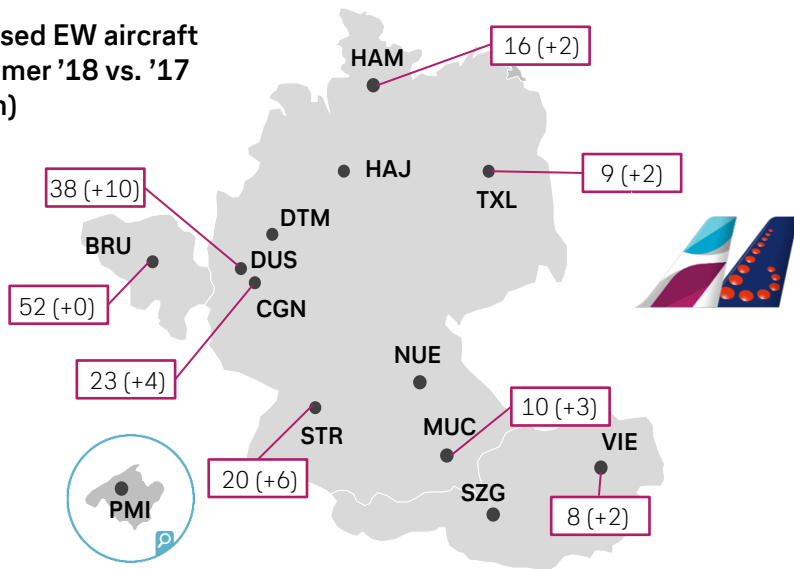 sed EW aircraft
mer ’18 vs. ’17
)
HAM
16 (+2)
HAJ
9 (+2)
TXL
38 (+10)
DTM
BRU
DUS
CGN
52 (+0)
23 (+4)
NUE
10 (+3)
MUC
STR
VIE
20 (+6)
SZG
8 (+2)
PMI